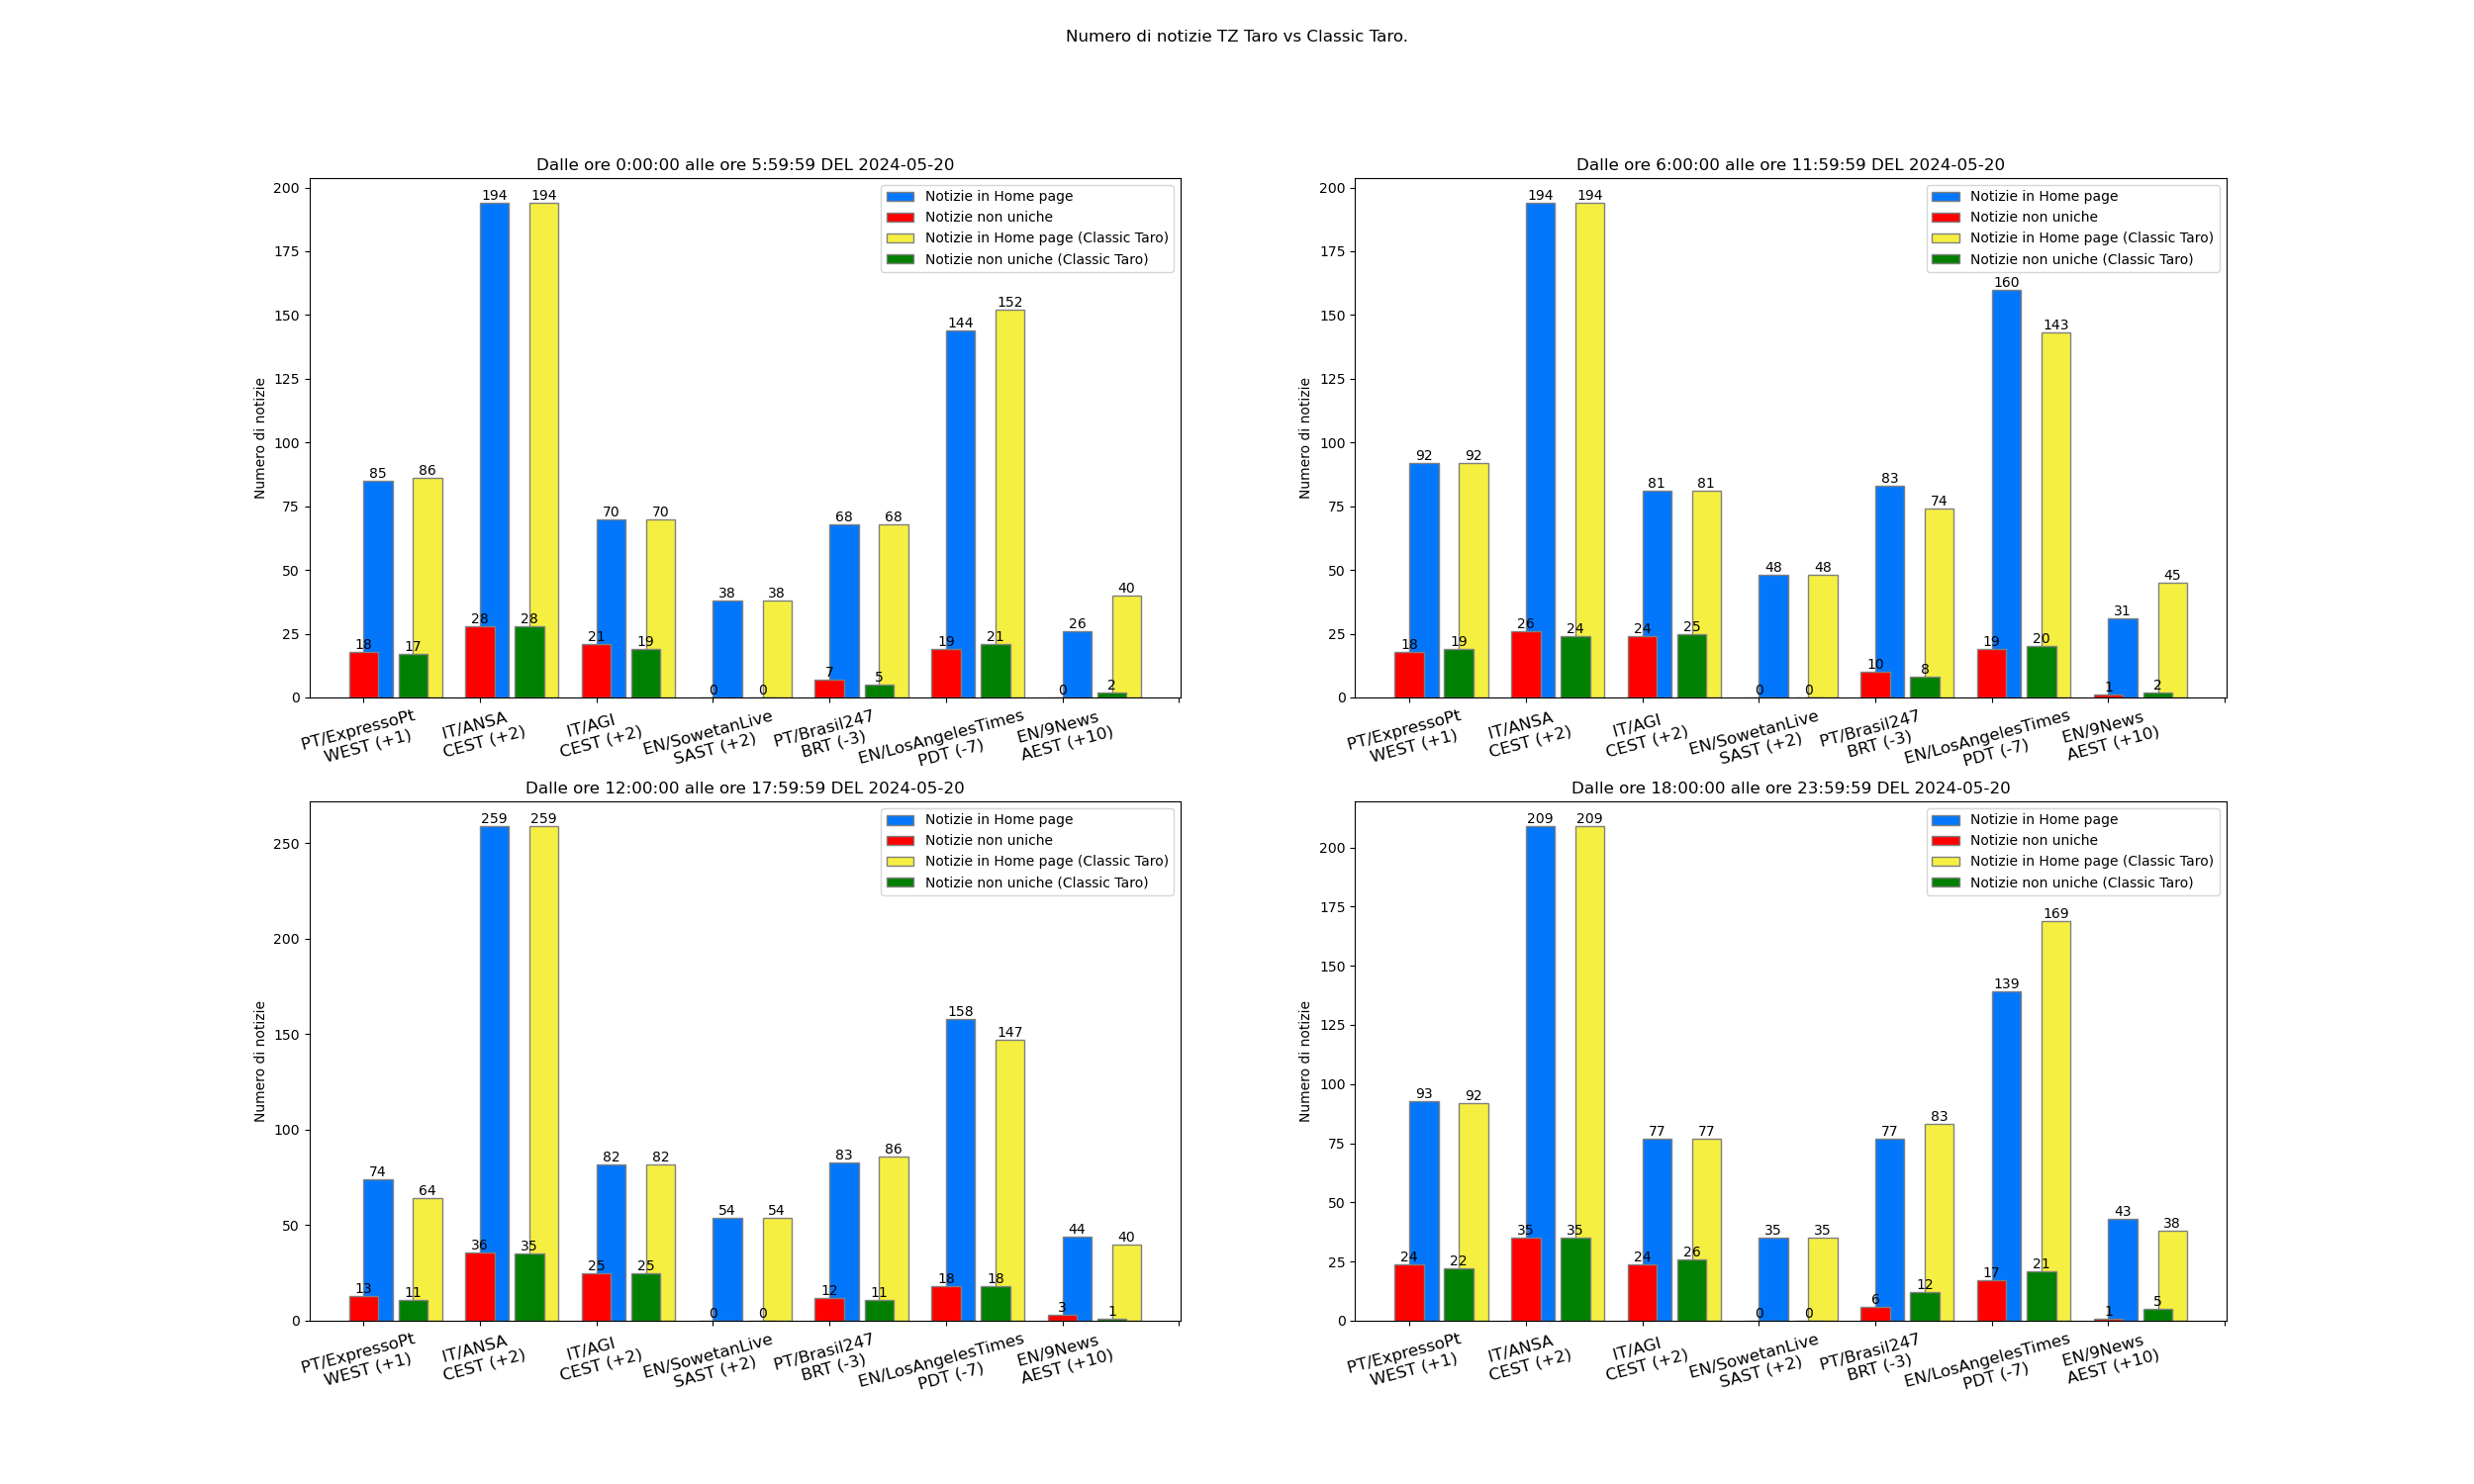 Numero di notizie TZ Taro vs Classic Taro.
Dalle ore 0:00:00 alle ore 5:59:59 DEL 2024-05-20
Numero di notizie
200
175
150
125
100
75
50
25
0
Notizie in Home page
Notizie non uniche
Notizie in Home page (Classic Taro)
Notizie non uniche (Classic Taro)
18 85 17 86
28 194 28 194
21 70 19 70
0 38 0 38
7 68 5 68
19 144 21 152
0 26 2 40
PT/ExpressoPt
WEST (+1)
IT/ANSA
CEST (+2)
IT/AGI
CEST (+2)
EN/SowetanLive
SAST (+2)
PT/Brasil247
BRT (-3)
EN/LosAngelesTimes
PDT (-7)
EN/9News
AEST (+10)
Dalle ore 6:00:00 alle ore 11:59:59 DEL 2024-05-20
Numero di notizie
200
175
150
125
100
75
50
25
0
Notizie in Home page
Notizie non uniche
Notizie in Home page (Classic Taro)
Notizie non uniche (Classic Taro)
18 92 19 92
26 194 24 194
24 81 25 81
0 48 0 48
10 83 8 74
19 160 20 143
1 31 2 45
PT/ExpressoPt
WEST (+1)
IT/ANSA
CEST (+2)
IT/AGI
CEST (+2)
EN/SowetanLive
SAST (+2)
PT/Brasil247
BRT (-3)
EN/LosAngelesTimes
PDT (-7)
EN/9News
AEST (+10)
Dalle ore 12:00:00 alle ore 17:59:59 DEL 2024-05-20
Numero di notizie
250
200
150
100
50
0
Notizie in Home page
Notizie non uniche
Notizie in Home page (Classic Taro)
Notizie non uniche (Classic Taro)
13 74 11 64
36 259 35 259
25 82 25 82
0 54 0 54
12 83 11 86
18 158 18 147
3 44 1 40
PT/ExpressoPt
WEST (+1)
IT/ANSA
CEST (+2)
IT/AGI
CEST (+2)
EN/SowetanLive
SAST (+2)
PT/Brasil247
BRT (-3)
EN/LosAngelesTimes
PDT (-7)
EN/9News
AEST (+10)
Dalle ore 18:00:00 alle ore 23:59:59 DEL 2024-05-20
Numero di notizie
200
175
150
125
100
75
50
25
0
Notizie in Home page
Notizie non uniche
Notizie in Home page (Classic Taro)
Notizie non uniche (Classic Taro)
24 93 22 92
35 209 35 209
24 77 26 77
0 35 0 35
6 77 12 83
17 139 21 169
1 43 5 38
PT/ExpressoPt
WEST (+1)
IT/ANSA
CEST (+2)
IT/AGI
CEST (+2)
EN/SowetanLive
SAST (+2)
PT/Brasil247
BRT (-3)
EN/LosAngelesTimes
PDT (-7)
EN/9News
AEST (+10)